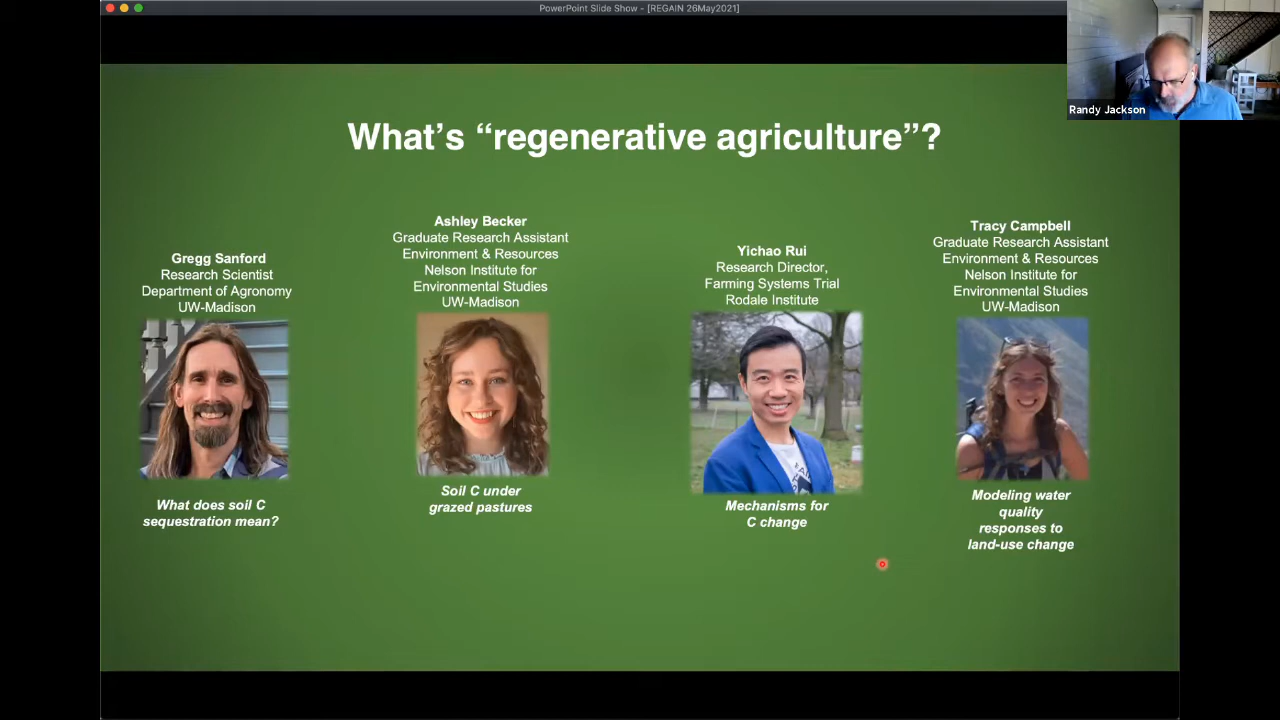 PowerPoint Slide Show - [REGAIN 26May2021]
Randy Jackson
What's “regenerative agriculture”?
Gregg Sanford
Research Scientist
Department of Agronomy
UW-Madison
What does soil C
sequestration mean?
Ashley Becker
Graduate Research Assistant
Environment & Resources
Nelson Institute for
Environmental Studies
UW-Madison
Soil C under
grazed pastures
Yichao Rui
Research Director,
Farming Systems Trial
Rodale Institute
Mechanisms for
C change
Tracy Campbell
Graduate Research Assistant
Environment & Resources
Nelson Institute for
Environmental Studies
UW-Madison
Modeling water
quality
responses to
land-use change